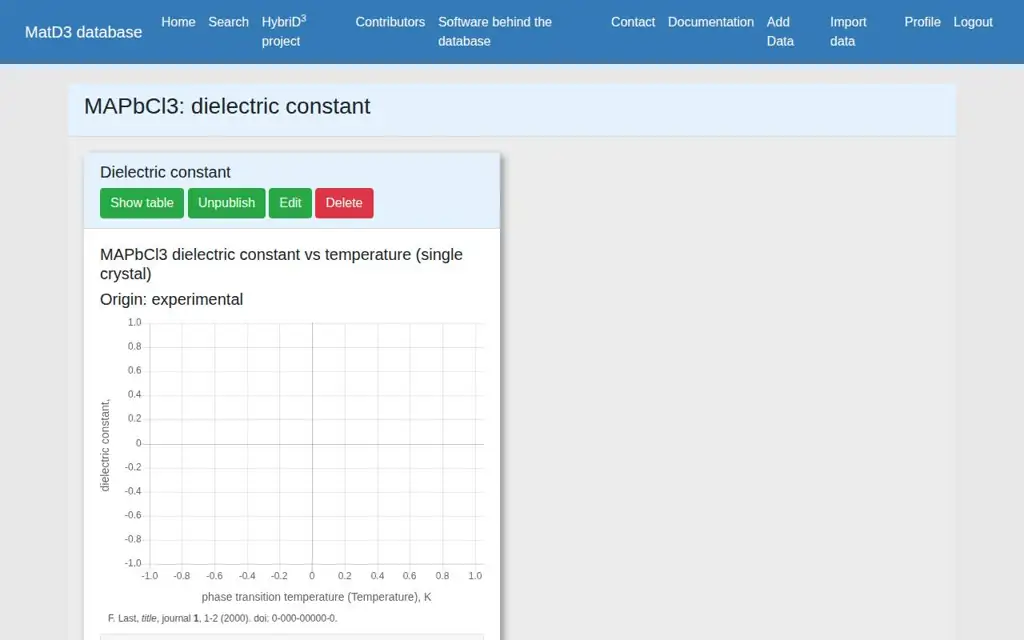 MatD3 database
Home Search HybriD3 project Contributors Software behind the database Contact Documentation Add Data Import data Profile Logout
MAPbCl3: dielectric constant
Dielectric constant
Show table Unpublish Edit Delete
MAPbCl3 dielectric constant vs temperature (single
crystal)
Origin: experimental
1.0
0.8
0.6
0.4
0.2
0
-0.2
-0.4
-0.6
-0.8
-1.0
dielectric constant,
-1.0 -0.8 -0.6 -0.4 -0.2 0 0.2 0.4 0.6 0.8 1.0
phase transition temperature (Temperature), K
F. Last, title, journal 1, 1-2 (2000). doi: 0-000-00000-0.